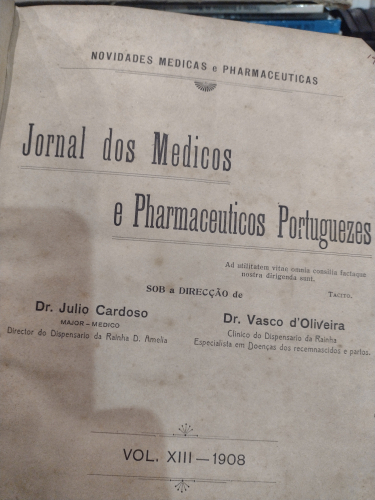 NOVIDADES MEDICAS e PHARMACEUTICAS
Jornal dos Medicos
e Pharmaceuticos Portuguezes
Ad utilitatem vitae omnia consilia factaque
nostra dirigenda sunt.
TACITO.
SOB a DIRECÇÃO de
Dr. Julio Cardoso
MAJOR-MEDICO
Director do Dispensario da Rainha D. Amelia
Dr. Vasco d'Oliveira
Clinico do Dispensario da Rainha
Especialista em Doenças dos recemnascidos e partos.
VOL. XIII — 1908